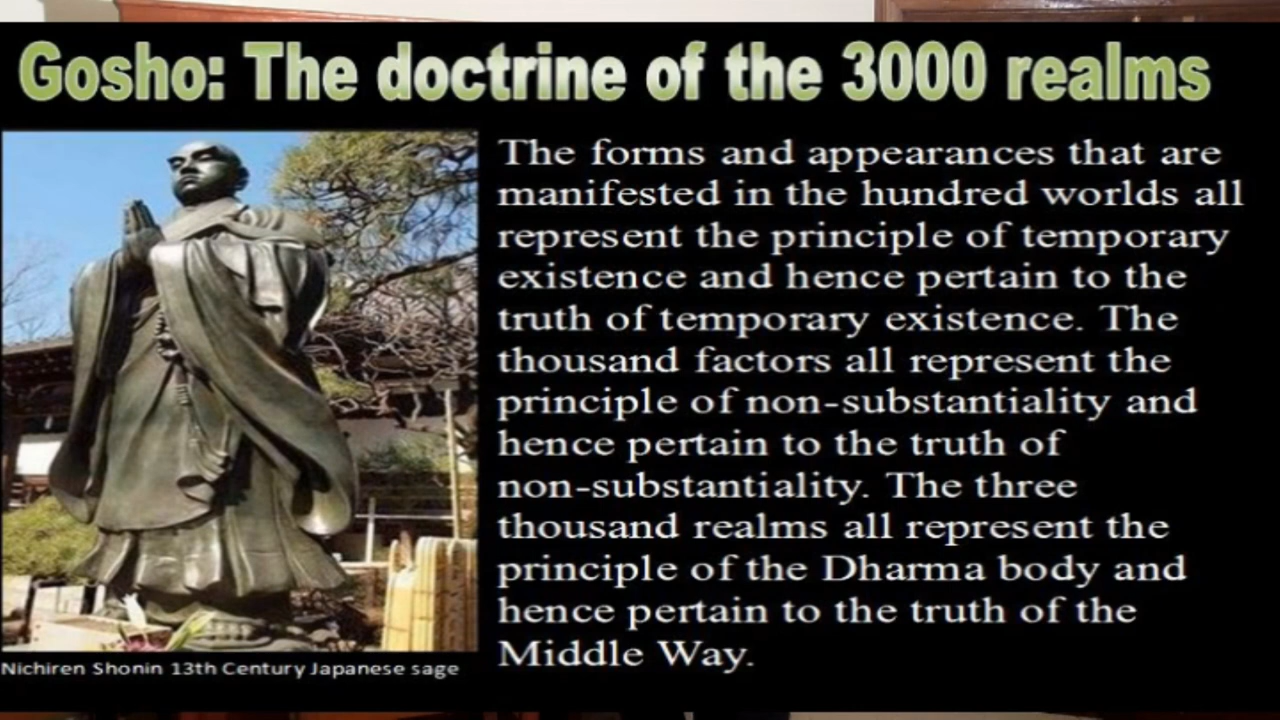 Gosho: The doctrine of the 3000 realms
The forms and appearances that are
manifested in the hundred worlds all
represent the principle of temporary
existence and hence pertain to the
truth of temporary existence. The
thousand factors all represent the
principle of non-substantiality and
hence pertain to the truth of
non-substantiality. The three
thousand realms all represent the
principle of the Dharma body and
hence pertain to the truth of the
Middle Way.
Nichiren Shonin 13th Century Japanese sage